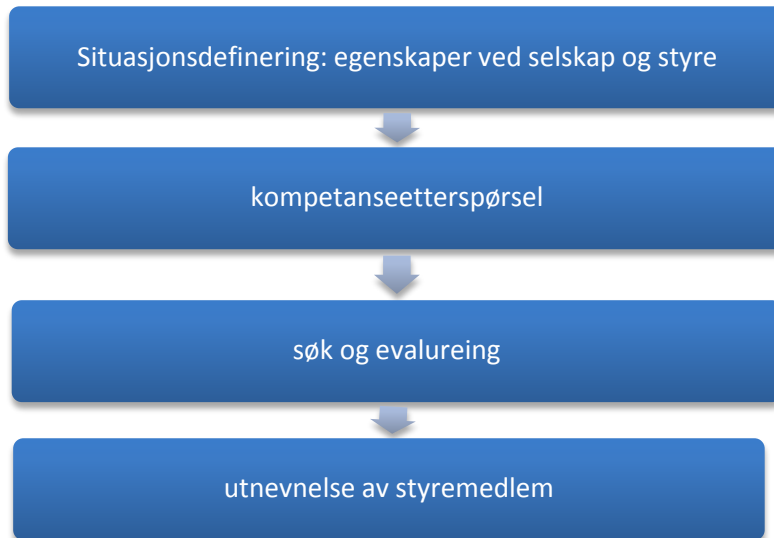 Situasjonsdefinering: egenskaper ved selskap og styre
kompetanseetterspørsel
søk og evalureing
utnevnelse av styremedlem